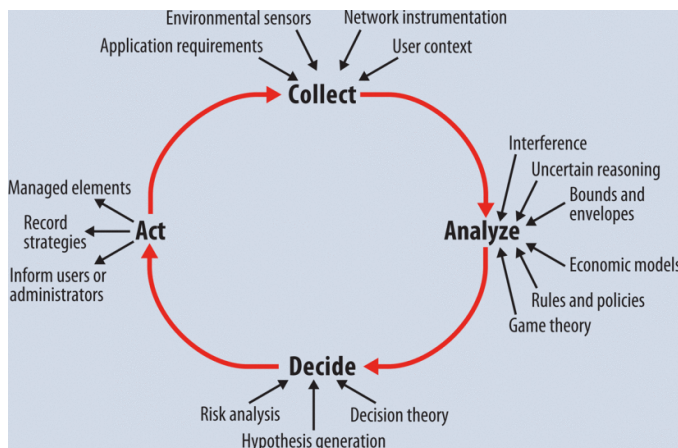 Environmental sensors
Network instrumentation
Application requirements
User context
Collect
Interference
Uncertain reasoning
Bounds and
envelopes
Managed elements
Record
strategies
Act
Analyze
Economic models
Inform users or
administrators
Rules and policies
Game theory
Decide
Risk analysis
Decision theory
Hypothesis generation